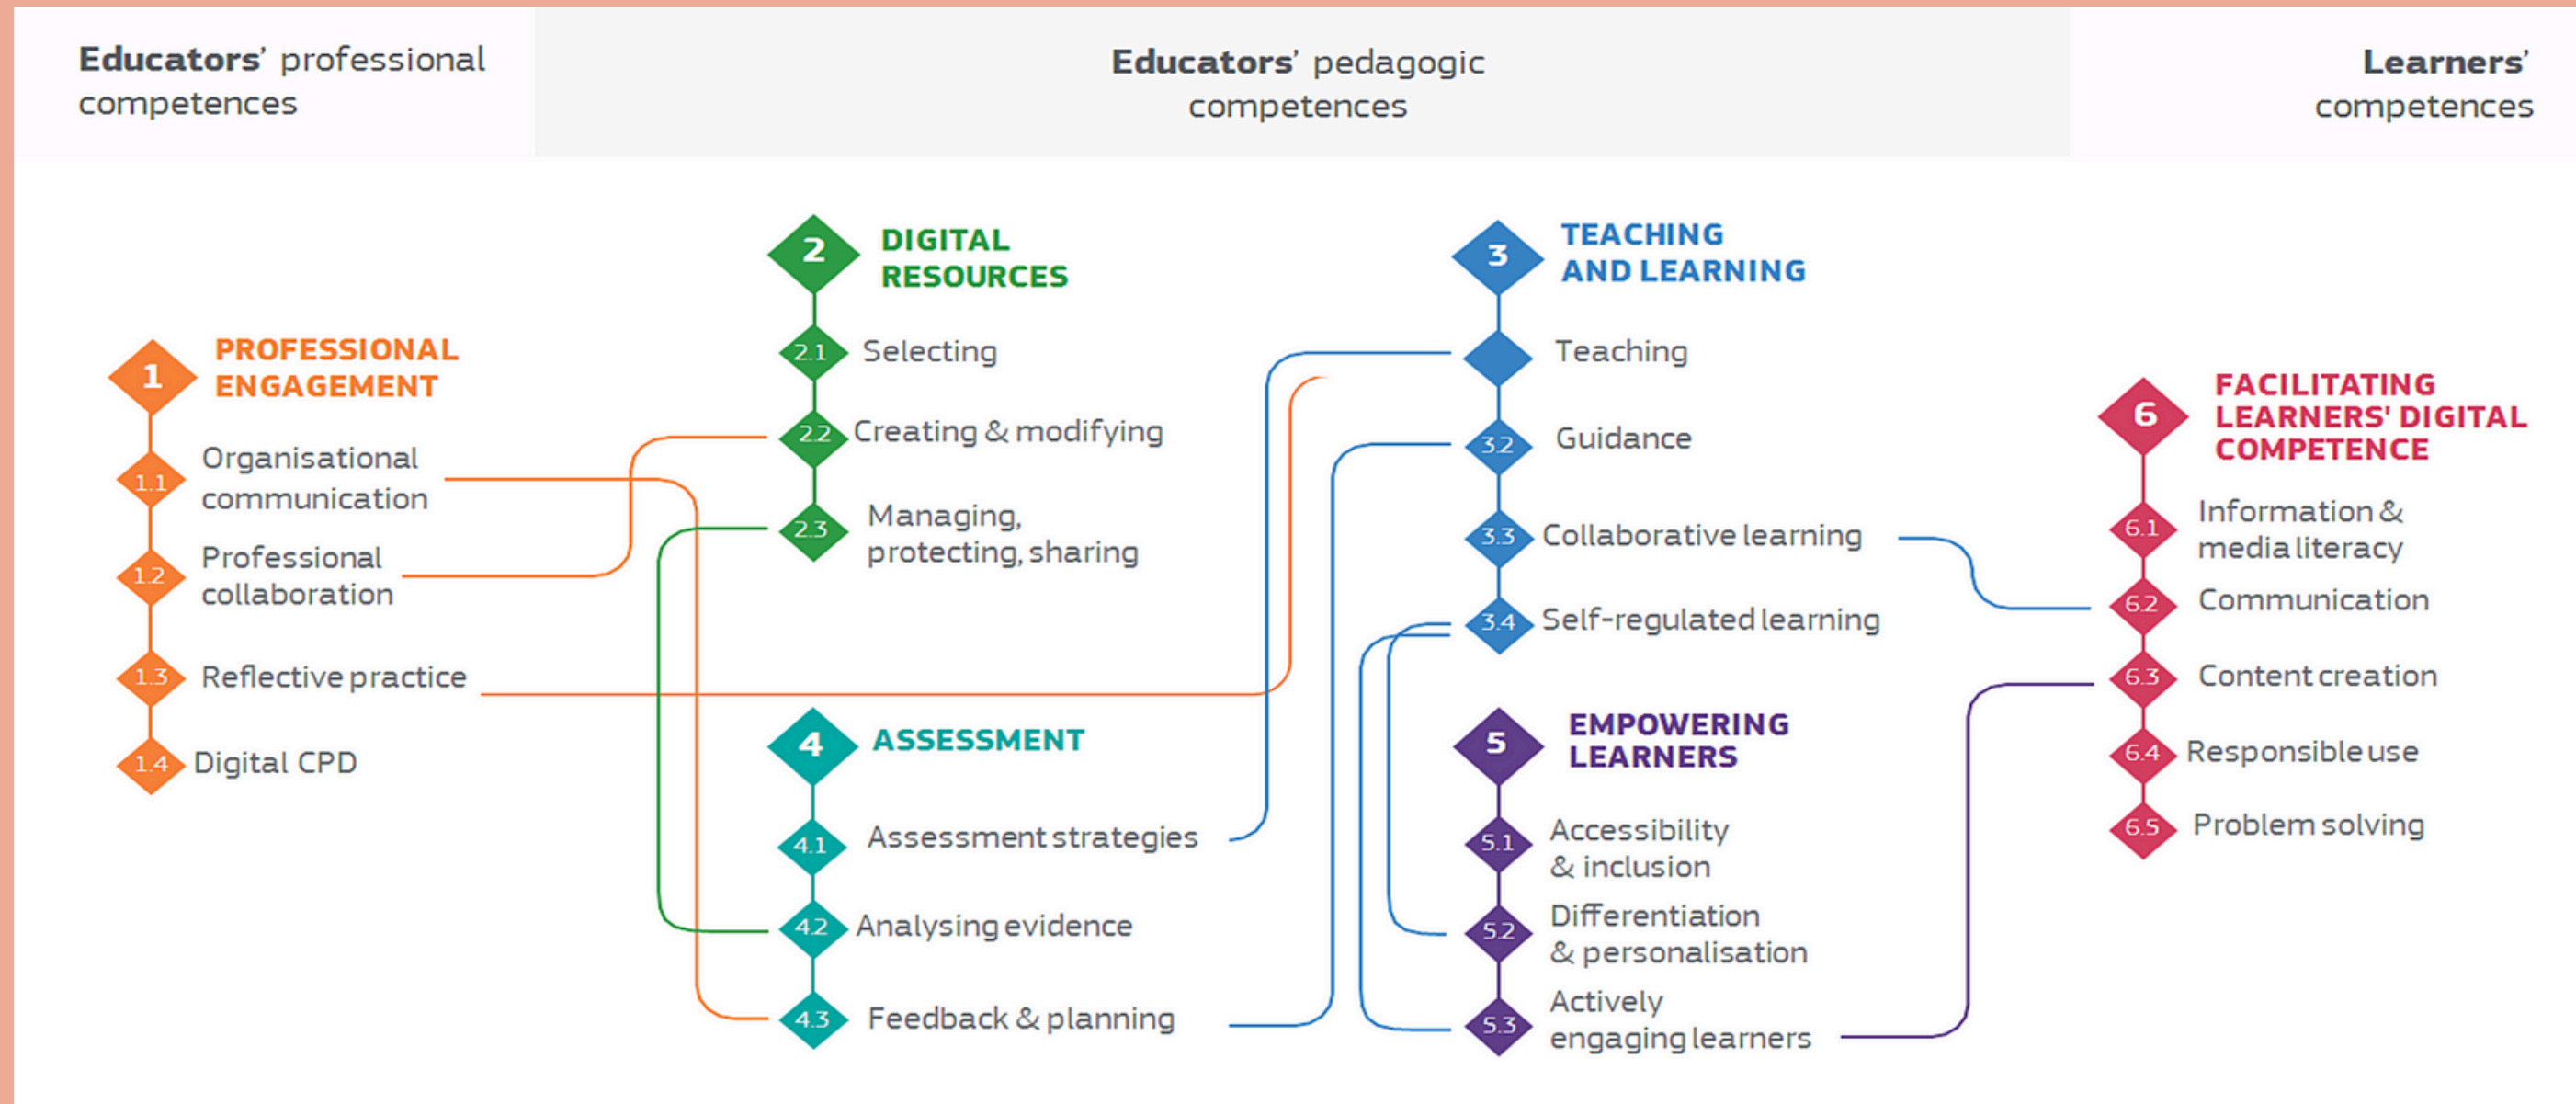 Educators’ professional
competences
Educators’ pedagogic
competences
Learners’
competences
1
PROFESSIONAL
ENGAGEMENT
1.1
Organisational
communication
1.2
Professional
collaboration
1.3
Reflective practice
1.4
Digital CPD
2
DIGITAL
RESOURCES
2.1
Selecting
2.2
Creating & modifying
2.3
Managing,
protecting, sharing
4
ASSESSMENT
4.1
Assessment strategies
4.2
Analysing evidence
4.3
Feedback & planning
3
TEACHING
AND LEARNING
Teaching
3.2
Guidance
3.3
Collaborative learning
3.4
Self-regulated learning
5
EMPOWERING
LEARNERS
5.1
Accessibility
& inclusion
5.2
Differentiation
& personalisation
5.3
Actively
engaging learners
6
FACILITATING
LEARNERS' DIGITAL
COMPETENCE
6.1
Information &
media literacy
6.2
Communication
6.3
Content creation
6.4
Responsible use
6.5
Problem solving